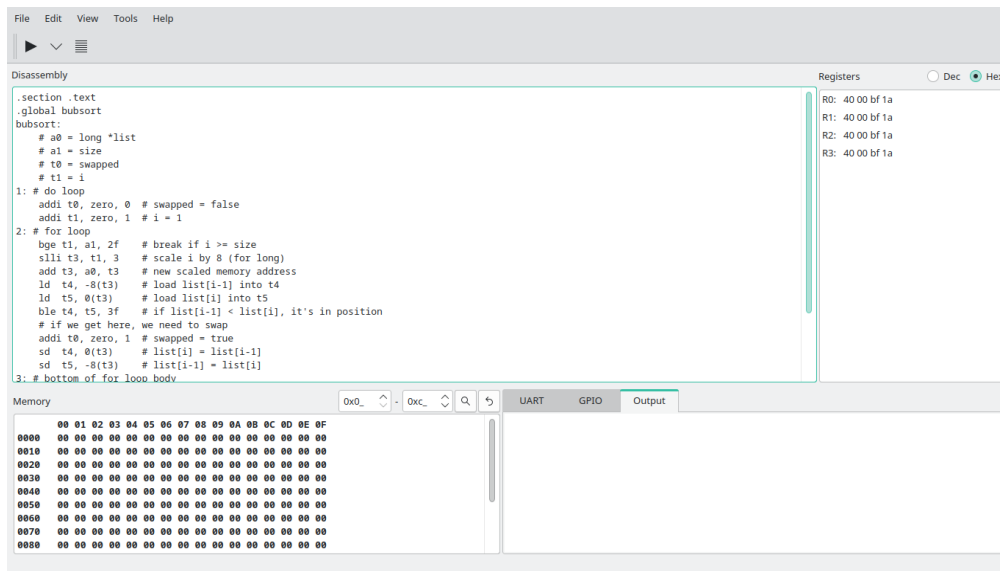 File Edit View Tools Help
Disassembly
.section .text
.global bubsort
bubsort:
    # a0 = long *list
    # a1 = size
    # t0 = swapped
    # t1 = i
1: # do loop
    addi t0, zero, 0  # swapped = false
    addi t1, zero, 1  # i = 1
2: # for loop
    bge t1, a1, 2f    # break if i >= size
    slli t3, t1, 3    # scale i by 8 (for long)
    add t3, a0, t3    # new scaled memory address
    ld  t4, -8(t3)    # load list[i-1] into t4
    ld  t5, 0(t3)     # load list[i] into t5
    ble t4, t5, 3f    # if list[i-1] < list[i], it's in position
    # if we get here, we need to swap
    addi t0, zero, 1  # swapped = true
    sd  t4, 0(t3)     # list[i] = list[i-1]
    sd  t5, -8(t3)    # list[i-1] = list[i]
3: # bottom of for loop body
Registers Dec Hex
R0: 40 00 bf 1a
R1: 40 00 bf 1a
R2: 40 00 bf 1a
R3: 40 00 bf 1a
Memory 0x0_ - 0xc_
00 01 02 03 04 05 06 07 08 09 0A 0B 0C 0D 0E 0F
0000 00 00 00 00 00 00 00 00 00 00 00 00 00 00 00 00
0010 00 00 00 00 00 00 00 00 00 00 00 00 00 00 00 00
0020 00 00 00 00 00 00 00 00 00 00 00 00 00 00 00 00
0030 00 00 00 00 00 00 00 00 00 00 00 00 00 00 00 00
0040 00 00 00 00 00 00 00 00 00 00 00 00 00 00 00 00
0050 00 00 00 00 00 00 00 00 00 00 00 00 00 00 00 00
0060 00 00 00 00 00 00 00 00 00 00 00 00 00 00 00 00
0070 00 00 00 00 00 00 00 00 00 00 00 00 00 00 00 00
0080 00 00 00 00 00 00 00 00 00 00 00 00 00 00 00 00
UART GPIO Output